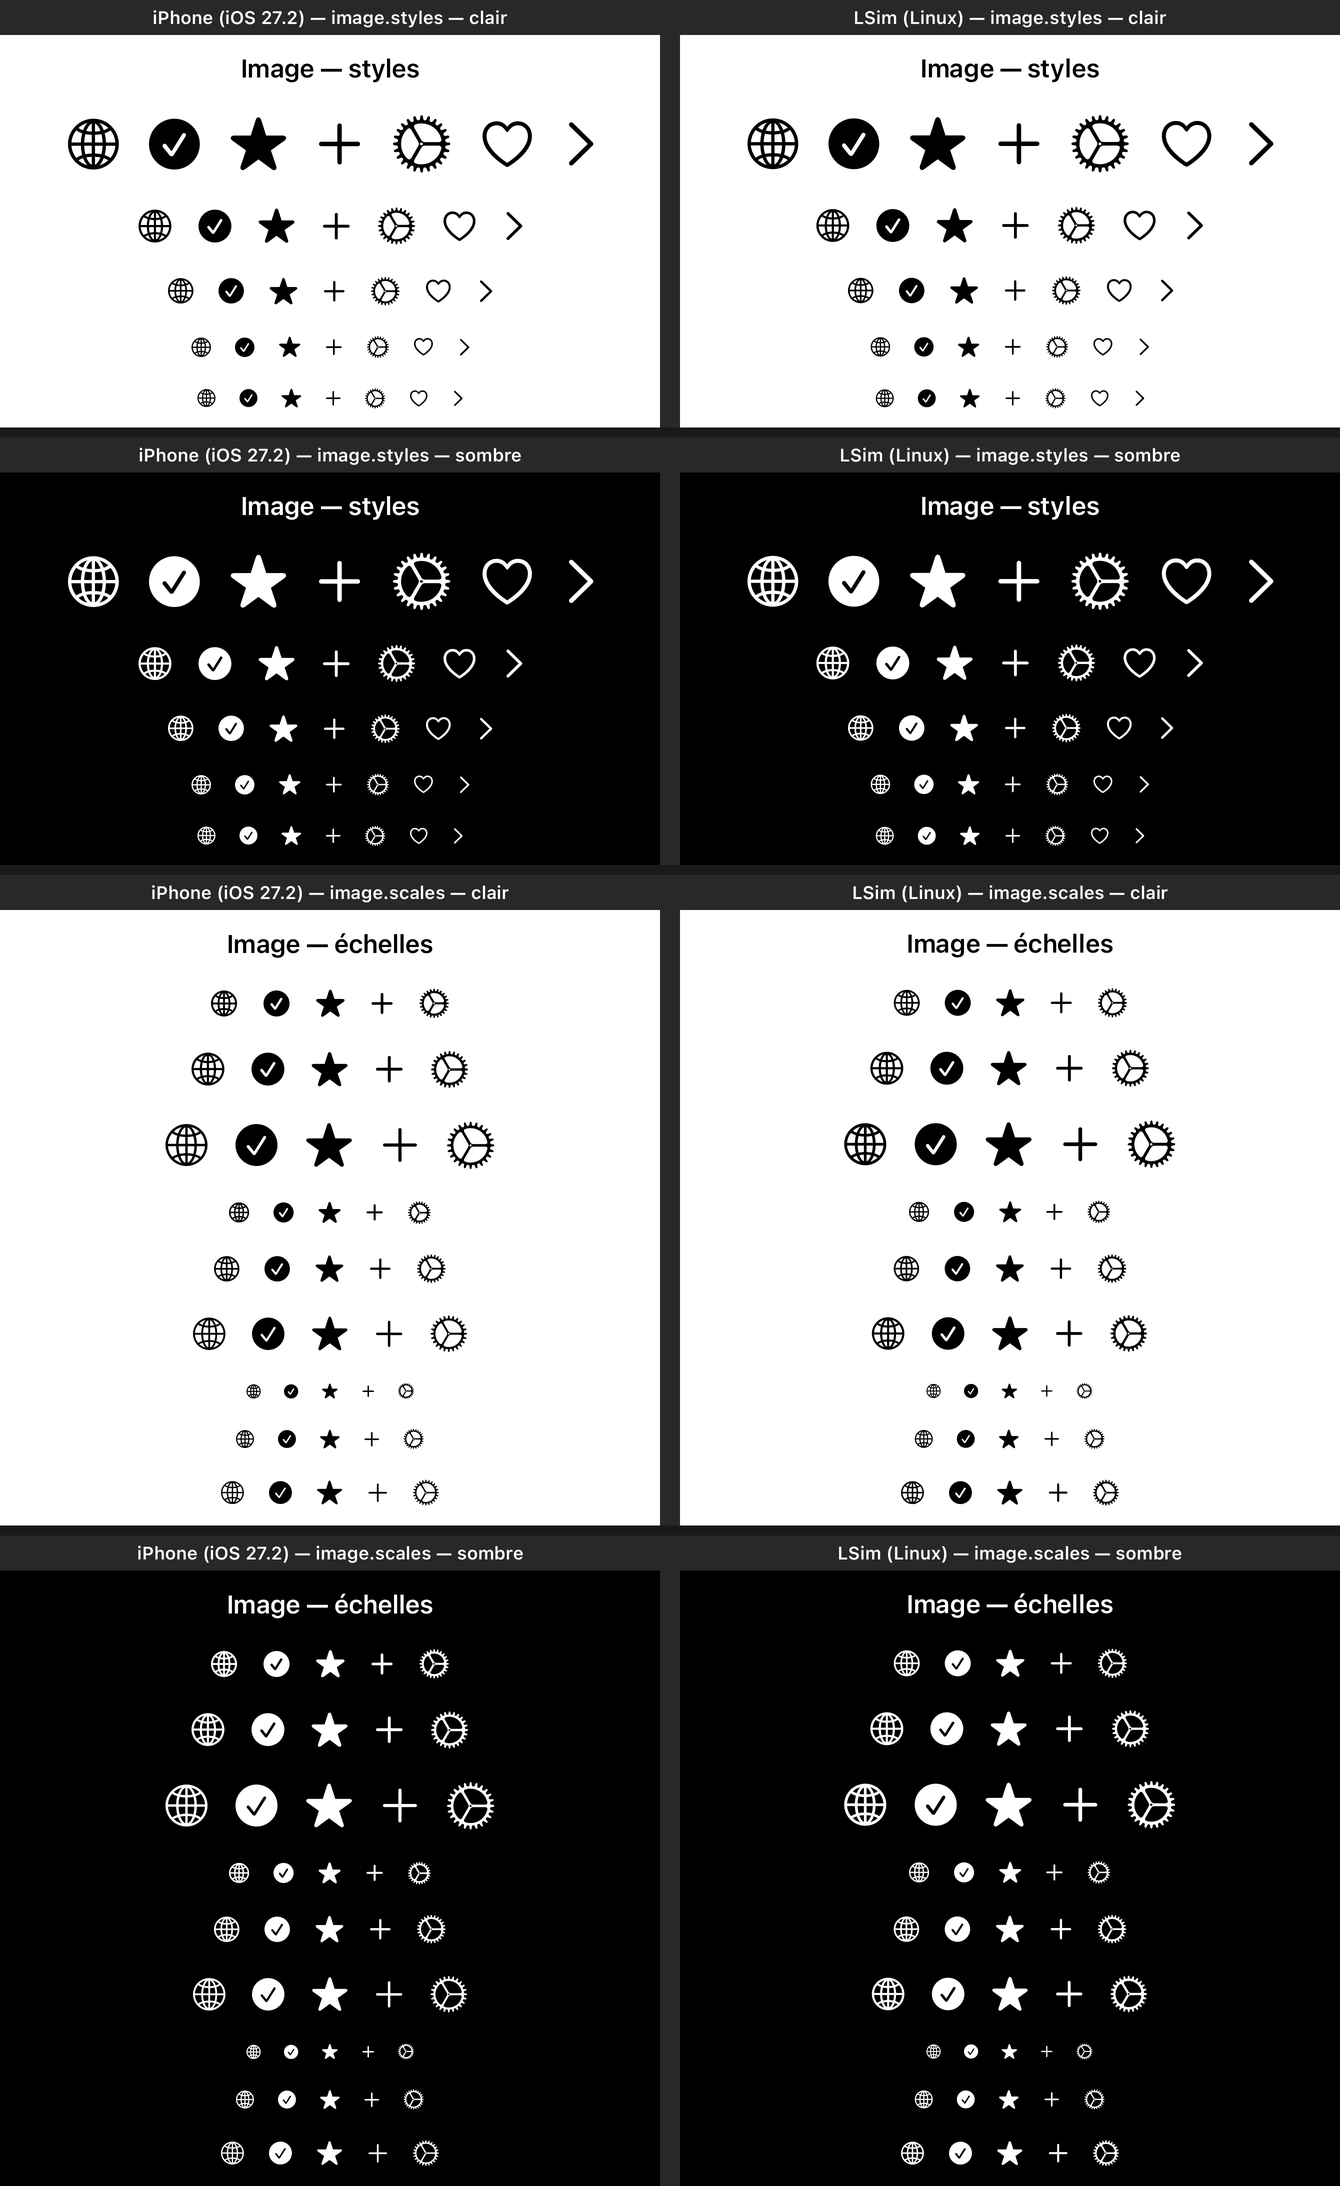 iPhone (iOS 27.2) — image.styles — clair
LSim (Linux) — image.styles — clair
Image — styles
Image — styles
iPhone (iOS 27.2) — image.styles — sombre
LSim (Linux) — image.styles — sombre
Image — styles
Image — styles
iPhone (iOS 27.2) — image.scales — clair
LSim (Linux) — image.scales — clair
Image — échelles
Image — échelles
iPhone (iOS 27.2) — image.scales — sombre
LSim (Linux) — image.scales — sombre
Image — échelles
Image — échelles